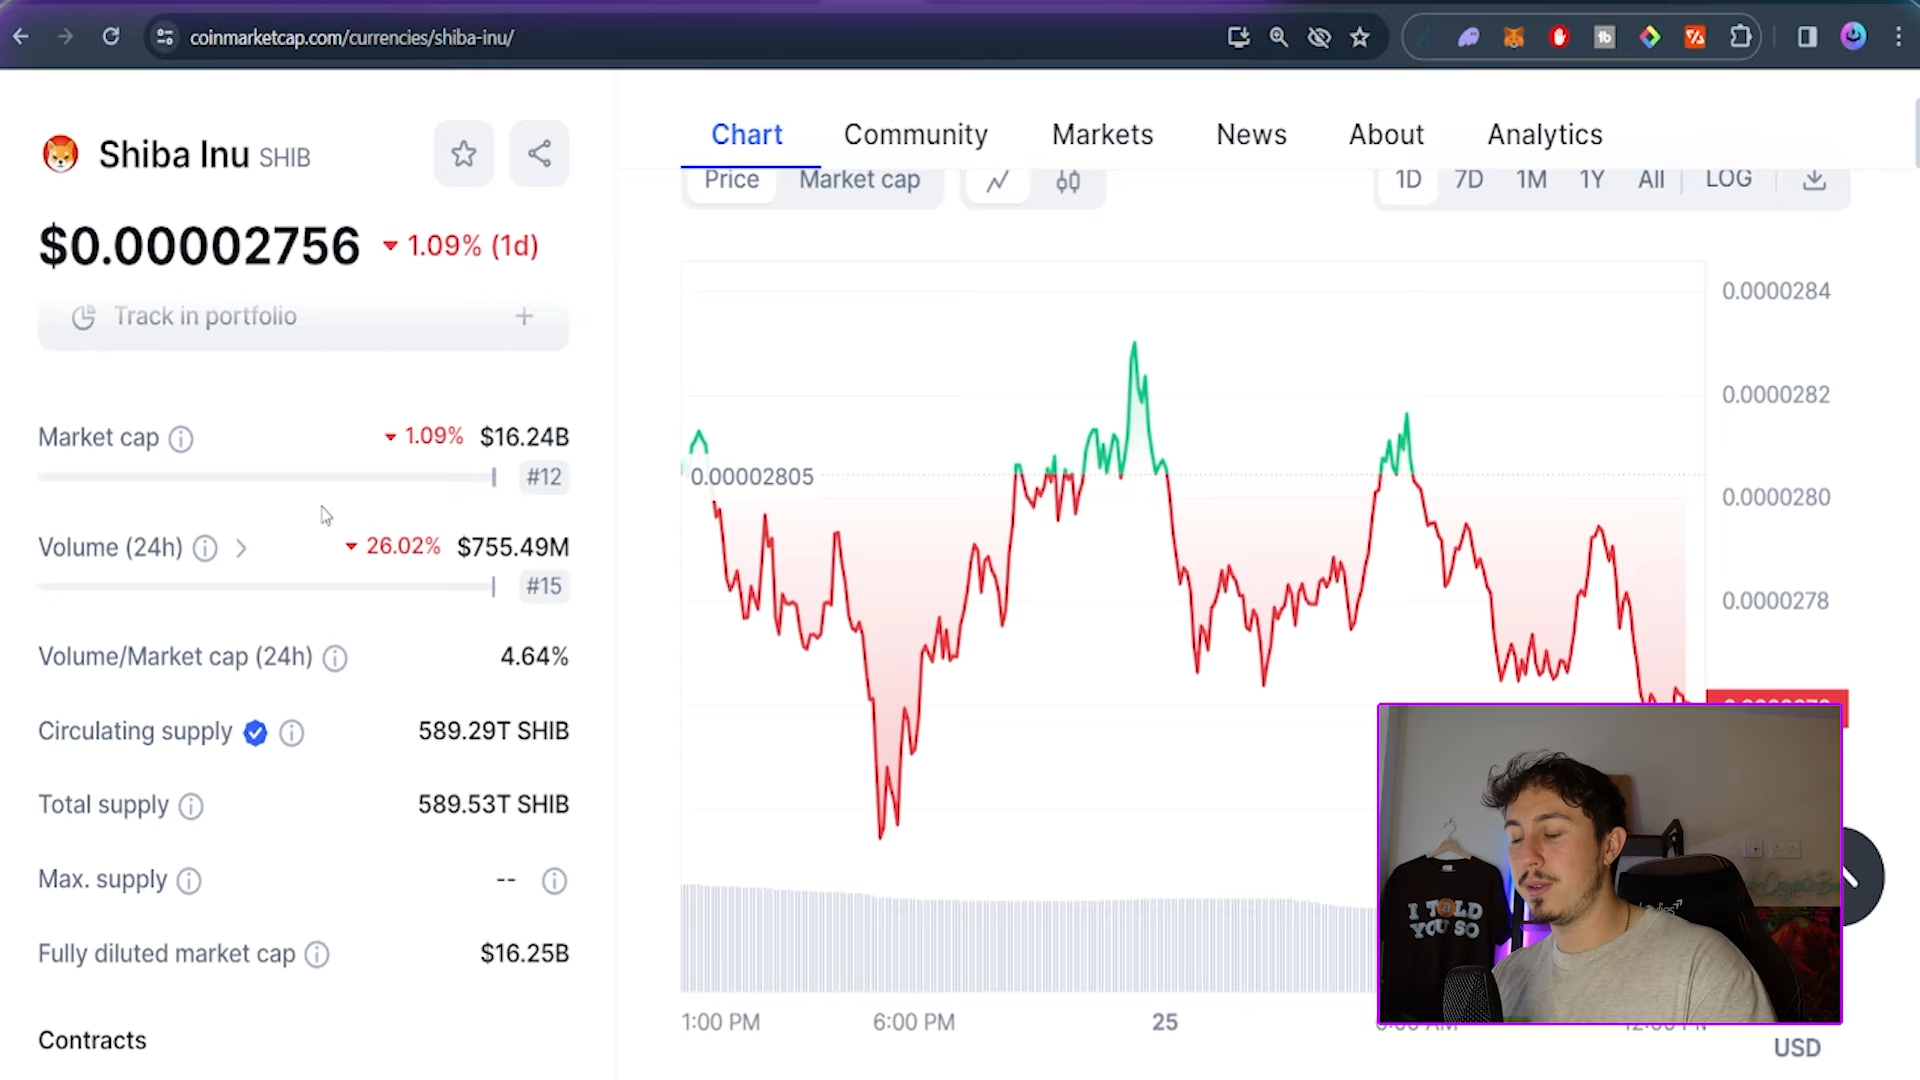 coinmarketcap.com/currencies/shiba-inu/
Shiba Inu SHIB
$0.00002756 1.09% (1d)
Track in portfolio +
Market cap 1.09% $16.24B
#12
Volume (24h) 26.02% $755.49M
#15
Volume/Market cap (24h) 4.64%
Circulating supply 589.29T SHIB
Total supply 589.53T SHIB
Max. supply --
Fully diluted market cap $16.25B
Contracts
Chart Community Markets News About Analytics
Price Market cap
1D 7D 1M 1Y All LOG
0.0000284
0.0000282
0.00002805
0.0000280
0.0000278
1:00 PM 6:00 PM 25
USD
I TOLD
YOU SO